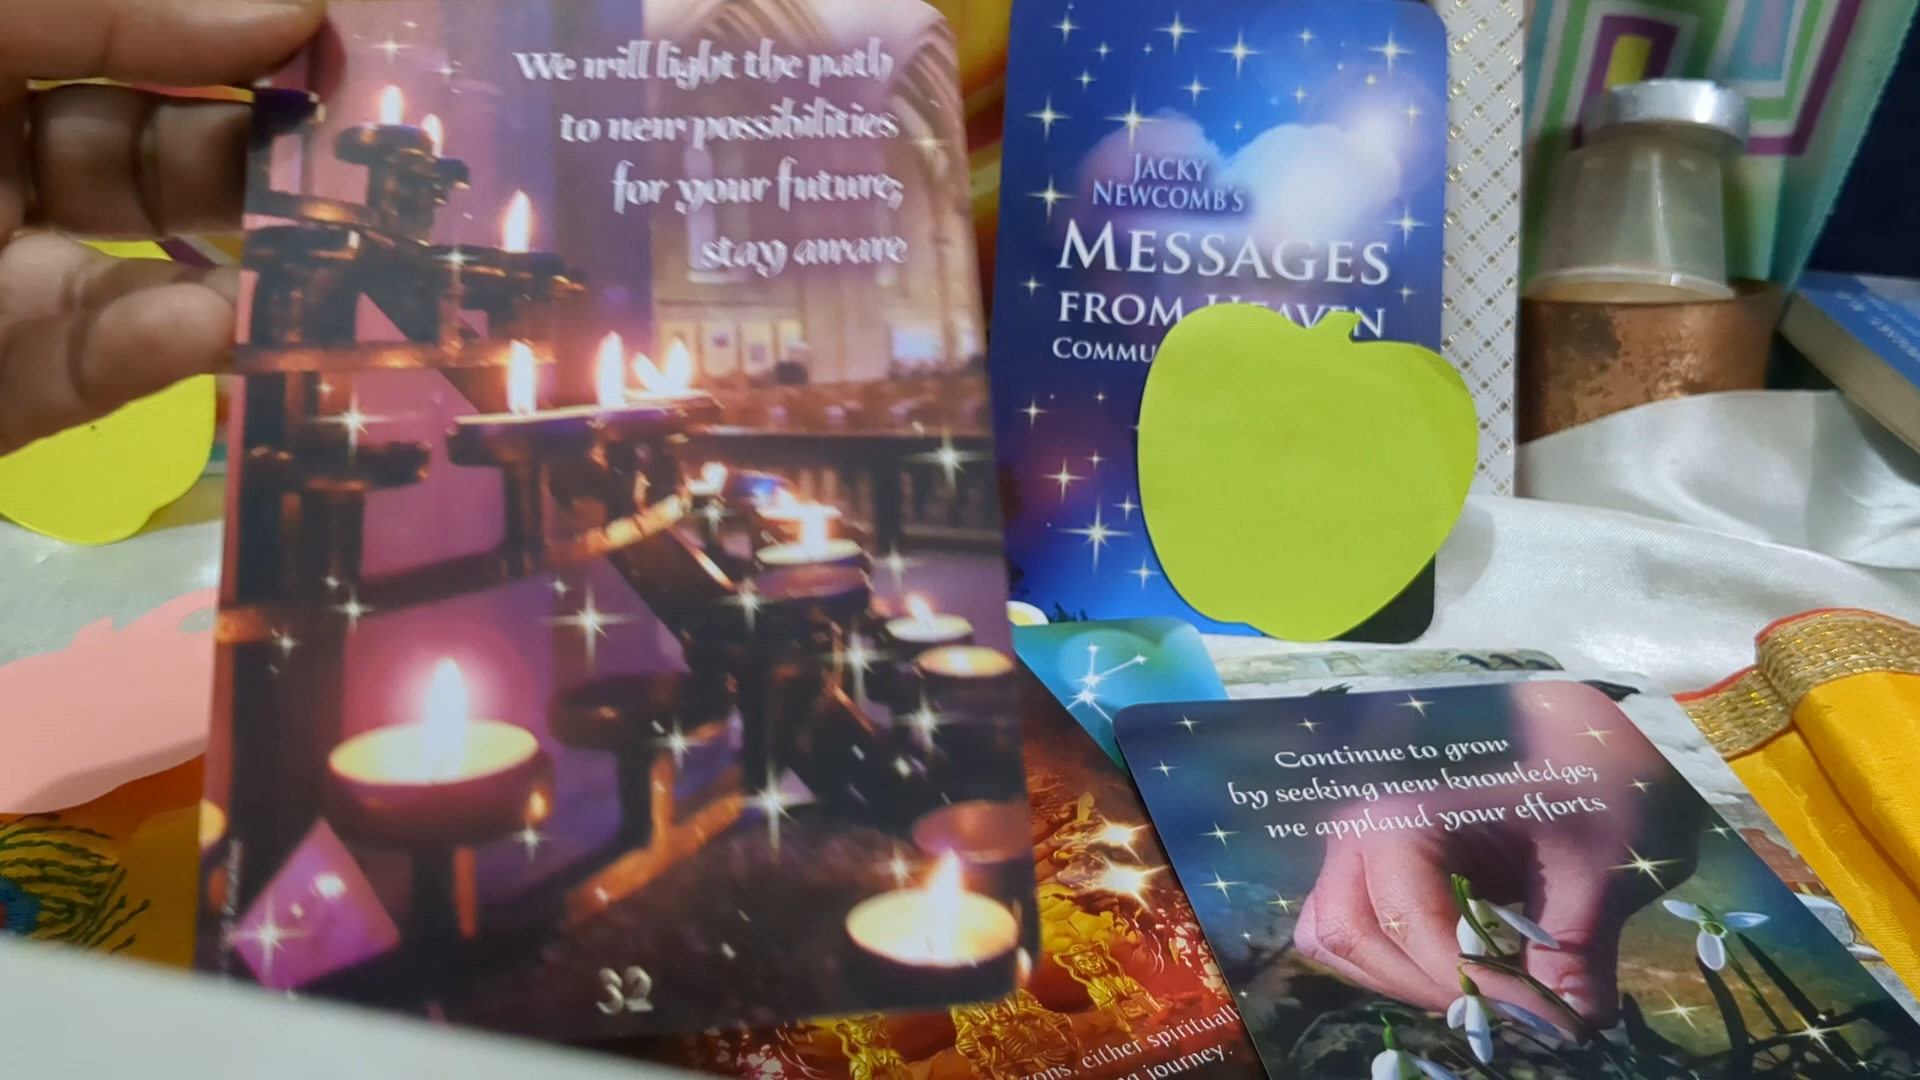 We will light the path
to new possibilities
for your future;
stay aware
32
JACKY
NEWCOMB'S
MESSAGES
FROM HEAVEN
COMMU
Continue to grow
by seeking new knowledge;
we applaud your efforts
either spiritual
journey.